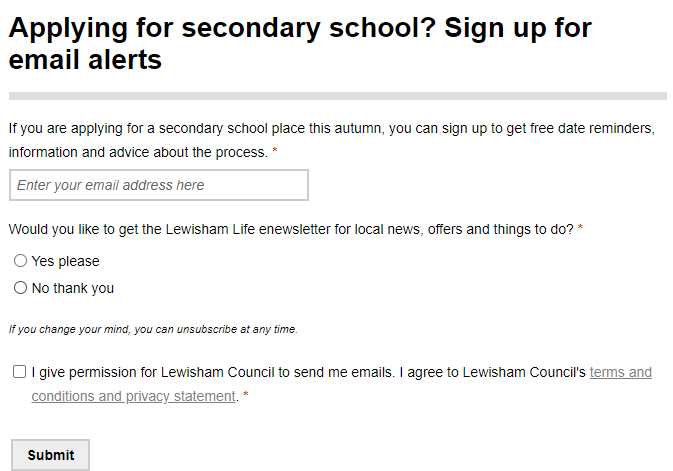 Applying for secondary school? Sign up for
email alerts
If you are applying for a secondary school place this autumn, you can sign up to get free date reminders,
information and advice about the process. *
Enter your email address here
Would you like to get the Lewisham Life enewsletter for local news, offers and things to do? *
Yes please
No thank you
If you change your mind, you can unsubscribe at any time.
I give permission for Lewisham Council to send me emails. I agree to Lewisham Council's terms and
conditions and privacy statement. *
Submit